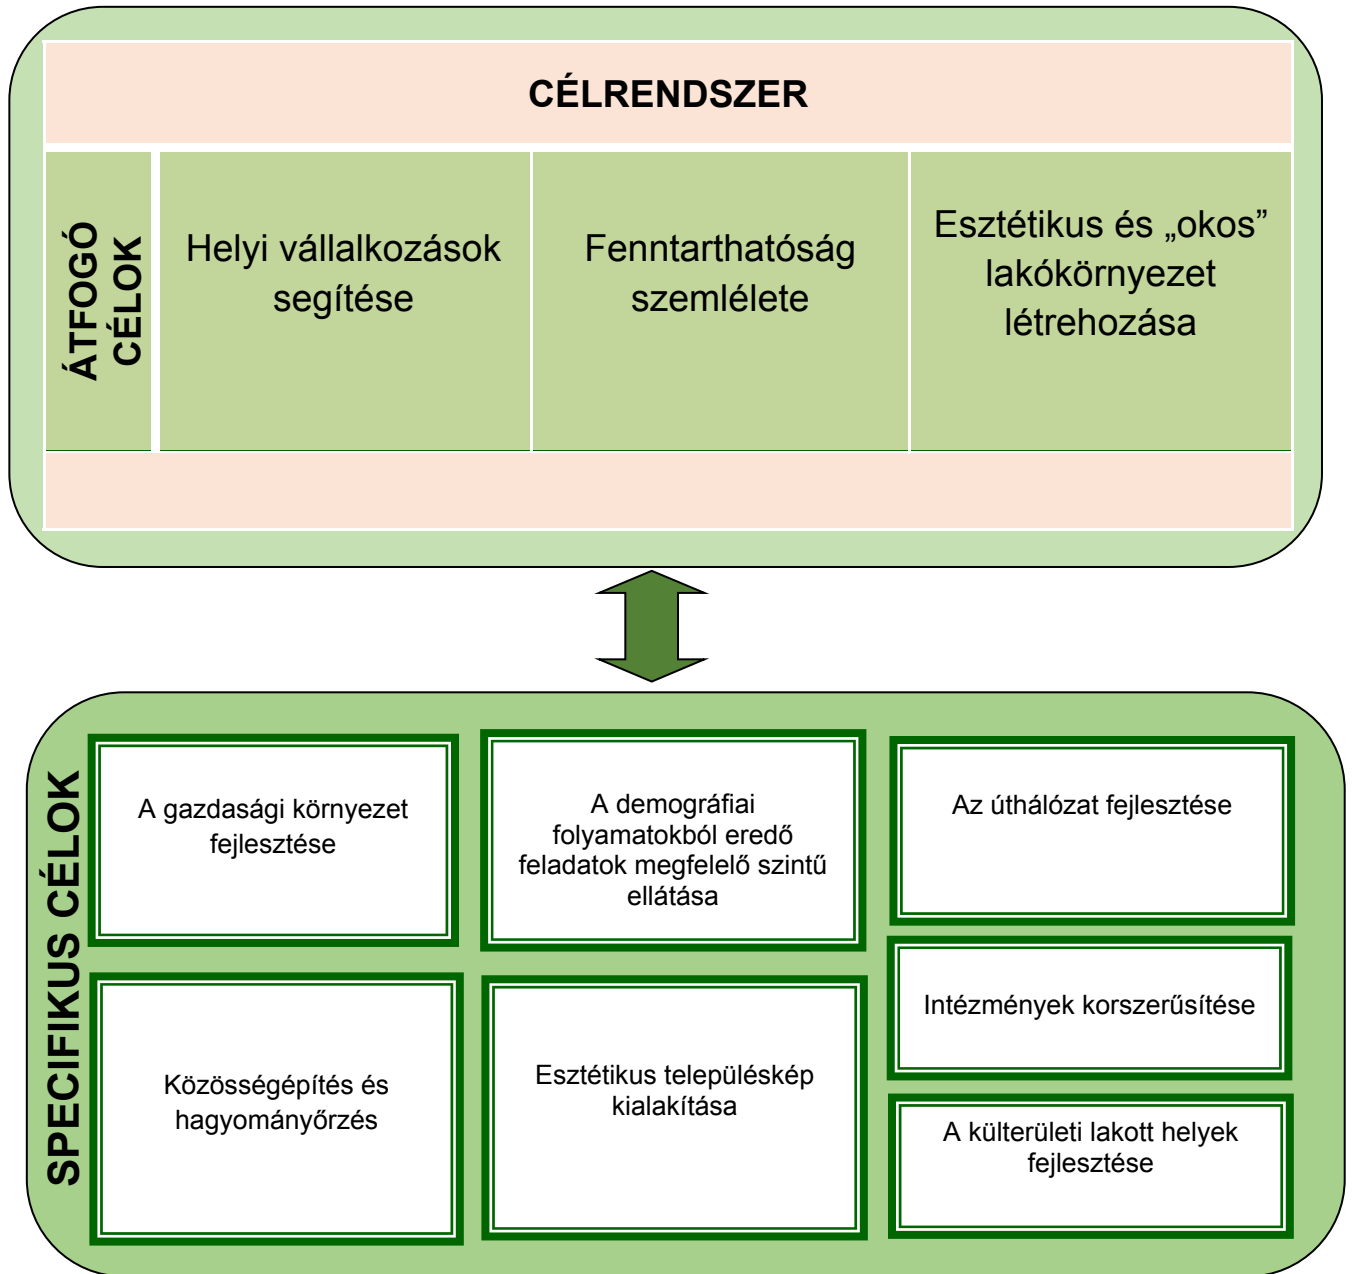 CÉLRENDSZER
ÁTFOGÓ
CÉLOK
Helyi vállalkozások
segítése
Fenntarthatóság
szemlélete
Esztétikus és „okos”
lakókörnyezet
létrehozása
SPECIFIKUS CÉLOK
A gazdasági környezet
fejlesztése
A demográfiai
folyamatokból eredő
feladatok megfelelő szintű
ellátása
Az úthálózat fejlesztése
Közösségépítés és
hagyományőrzés
Esztétikus településkép
kialakítása
Intézmények korszerűsítése
A külterületi lakott helyek
fejlesztése